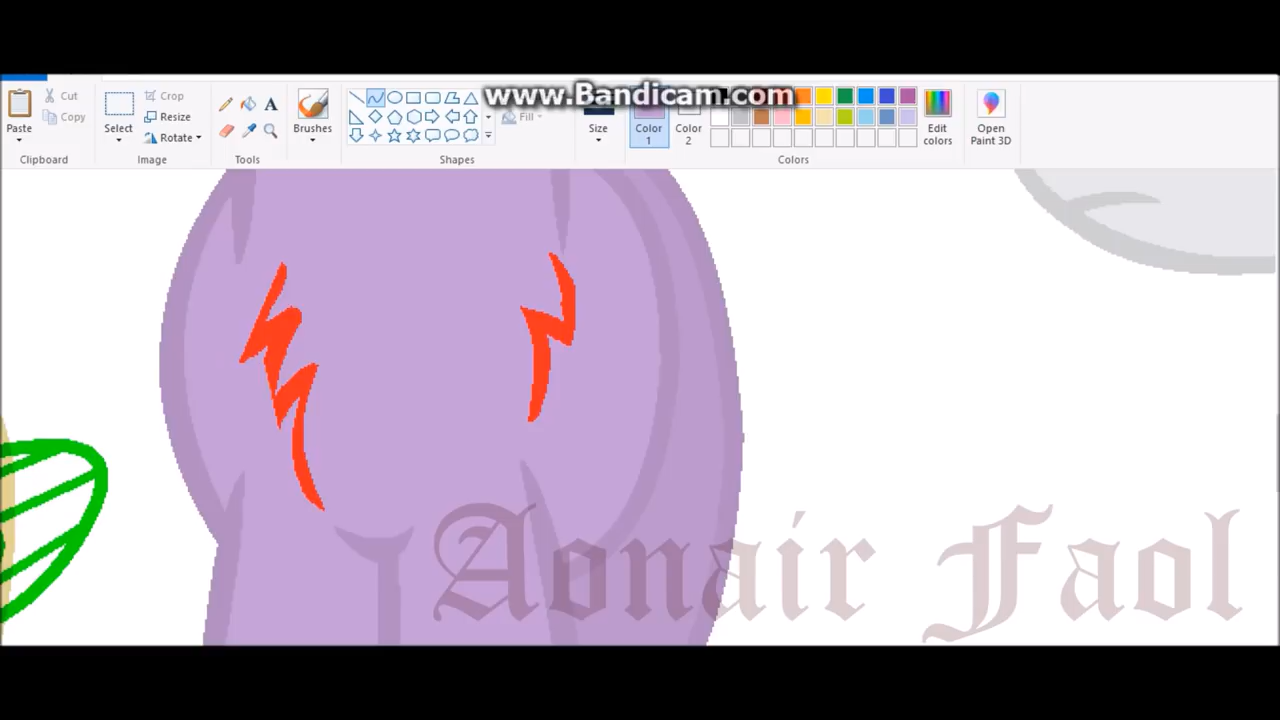 www.Bandicam.com
Cut
Copy
Paste
Clipboard
Select
Crop
Resize
Rotate
Image
A
Tools
Brushes
Fill
Shapes
Size
Color 1
Color 2
Edit colors
Colors
Open Paint 3D
Aonair Faol